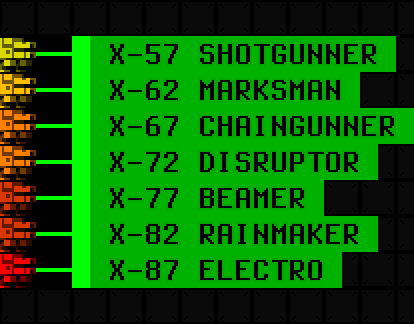 X-57 SHOTGUNNER
X-62 MARKSMAN
X-67 CHAINGUNNER
X-72 DISRUPTOR
X-77 BEAMER
X-82 RAINMAKER
X-87 ELECTRO